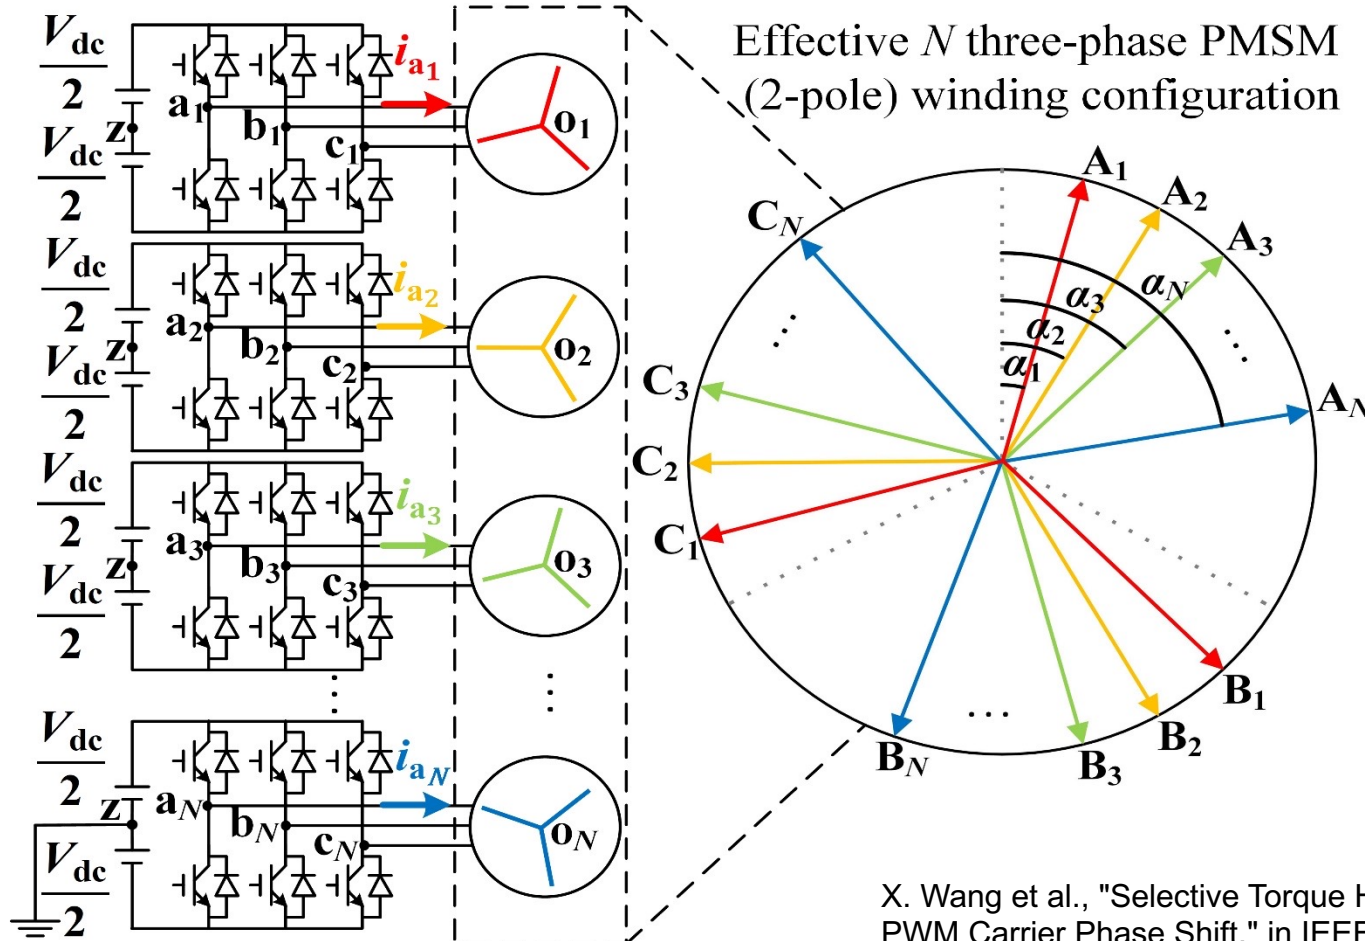 Effective N three-phase PMSM
(2-pole) winding configuration
Vdc
2
z
Vdc
2
a1
b1
c1
ia1
o1
Vdc
2
z
Vdc
2
a2
b2
c2
ia2
o2
Vdc
2
z
Vdc
2
a3
b3
c3
ia3
o3
...
...
Vdc
2
z
Vdc
2
aN
bN
cN
iaN
oN
A1
A2
A3
...
AN
B1
B2
B3
...
BN
C1
C2
C3
...
CN
α1
α2
α3
αN
X. Wang et al., "Selective Torque H
PWM Carrier Phase Shift," in IEEE